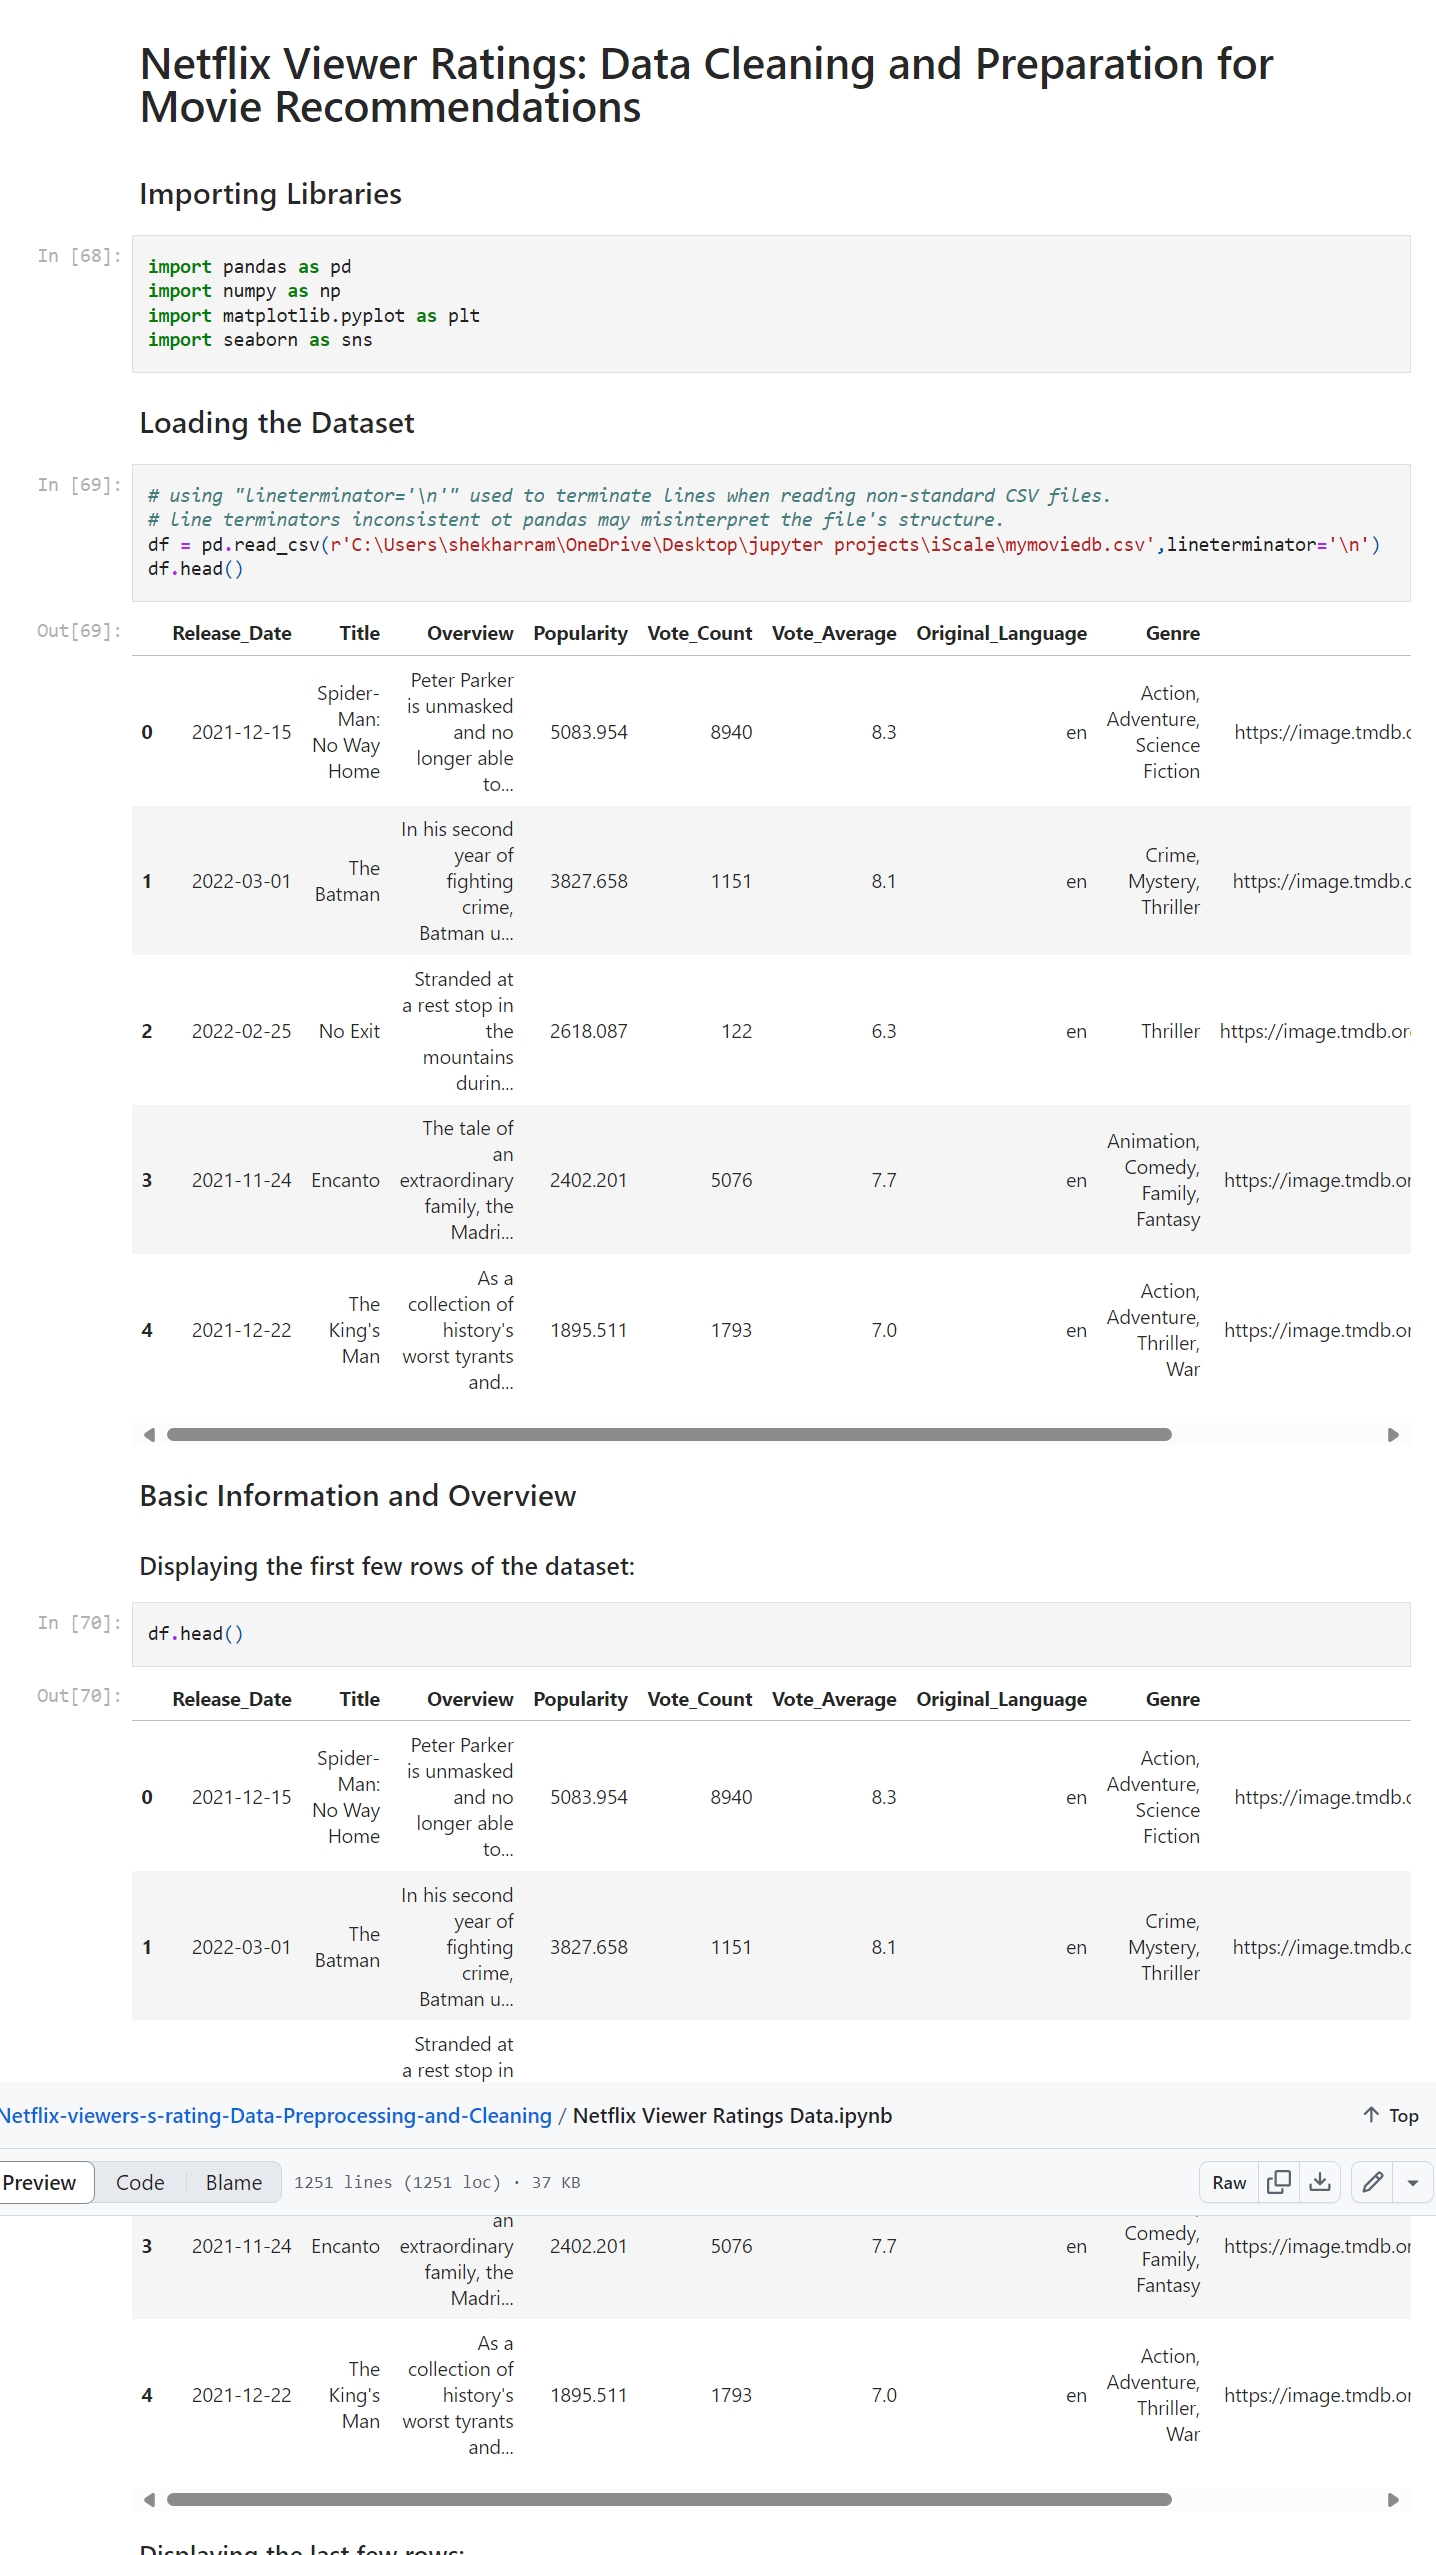 Netflix Viewer Ratings: Data Cleaning and Preparation for
Movie Recommendations
Importing Libraries
In [68]:
import pandas as pd
import numpy as np
import matplotlib.pyplot as plt
import seaborn as sns
Loading the Dataset
In [69]:
# using "lineterminator='\n'" used to terminate lines when reading non-standard CSV files.
# line terminators inconsistent ot pandas may misinterpret the file's structure.
df = pd.read_csv(r'C:\Users\shekharram\OneDrive\Desktop\jupyter projects\iScale\mymoviedb.csv',lineterminator='\n')
df.head()
Out[69]:
Release_Date Title Overview Popularity Vote_Count Vote_Average Original_Language Genre
0 2021-12-15 Spider-
Man:
No Way
Home Peter Parker
is unmasked
and no
longer able
to... 5083.954 8940 8.3 en Action,
Adventure,
Science
Fiction https://image.tmdb.c
1 2022-03-01 The
Batman In his second
year of
fighting
crime,
Batman u... 3827.658 1151 8.1 en Crime,
Mystery,
Thriller https://image.tmdb.c
2 2022-02-25 No Exit Stranded at
a rest stop in
the
mountains
durin... 2618.087 122 6.3 en Thriller https://image.tmdb.or
3 2021-11-24 Encanto The tale of
an
extraordinary
family, the
Madri... 2402.201 5076 7.7 en Animation,
Comedy,
Family,
Fantasy https://image.tmdb.or
4 2021-12-22 The
King's
Man As a
collection of
history's
worst tyrants
and... 1895.511 1793 7.0 en Action,
Adventure,
Thriller,
War https://image.tmdb.or
Basic Information and Overview
Displaying the first few rows of the dataset:
In [70]:
df.head()
Out[70]:
Release_Date Title Overview Popularity Vote_Count Vote_Average Original_Language Genre
0 2021-12-15 Spider-
Man:
No Way
Home Peter Parker
is unmasked
and no
longer able
to... 5083.954 8940 8.3 en Action,
Adventure,
Science
Fiction https://image.tmdb.c
1 2022-03-01 The
Batman In his second
year of
fighting
crime,
Batman u... 3827.658 1151 8.1 en Crime,
Mystery,
Thriller https://image.tmdb.c
Stranded at
a rest stop in
Netflix-viewers-s-rating-Data-Preprocessing-and-Cleaning / Netflix Viewer Ratings Data.ipynb
Top
Preview Code Blame 1251 lines (1251 loc) · 37 KB
Raw
3 2021-11-24 Encanto an
extraordinary
family, the
Madri... 2402.201 5076 7.7 en Comedy,
Family,
Fantasy https://image.tmdb.or
4 2021-12-22 The
King's
Man As a
collection of
history's
worst tyrants
and... 1895.511 1793 7.0 en Action,
Adventure,
Thriller,
War https://image.tmdb.or
Displaying the last few rows: